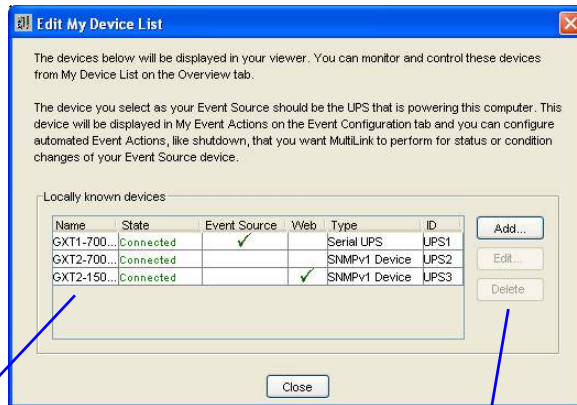 Edit My Device List
The devices below will be displayed in your viewer. You can monitor and control these devices
from My Device List on the Overview tab.
The device you select as your Event Source should be the UPS that is powering this computer. This
device will be displayed in My Event Actions on the Event Configuration tab and you can configure
automated Event Actions, like shutdown, that you want MultiLink to perform for status or condition
changes of your Event Source device.
Locally known devices
Name State Event Source Web Type ID
GXT1-700... Connected ✓ Serial UPS UPS1
GXT2-700... Connected SNMPv1 Device UPS2
GXT2-150... Connected ✓ SNMPv1 Device UPS3
Add...
Edit...
Delete
Close